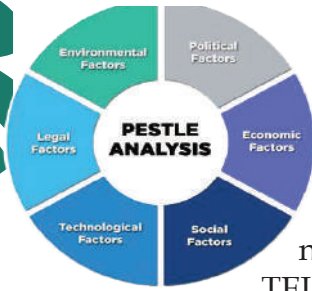 Environmental
Factors
Political
Factors
Legal
Factors
PESTLE
ANALYSIS
Economic
Factors
Technological
Factors
Social
Factors